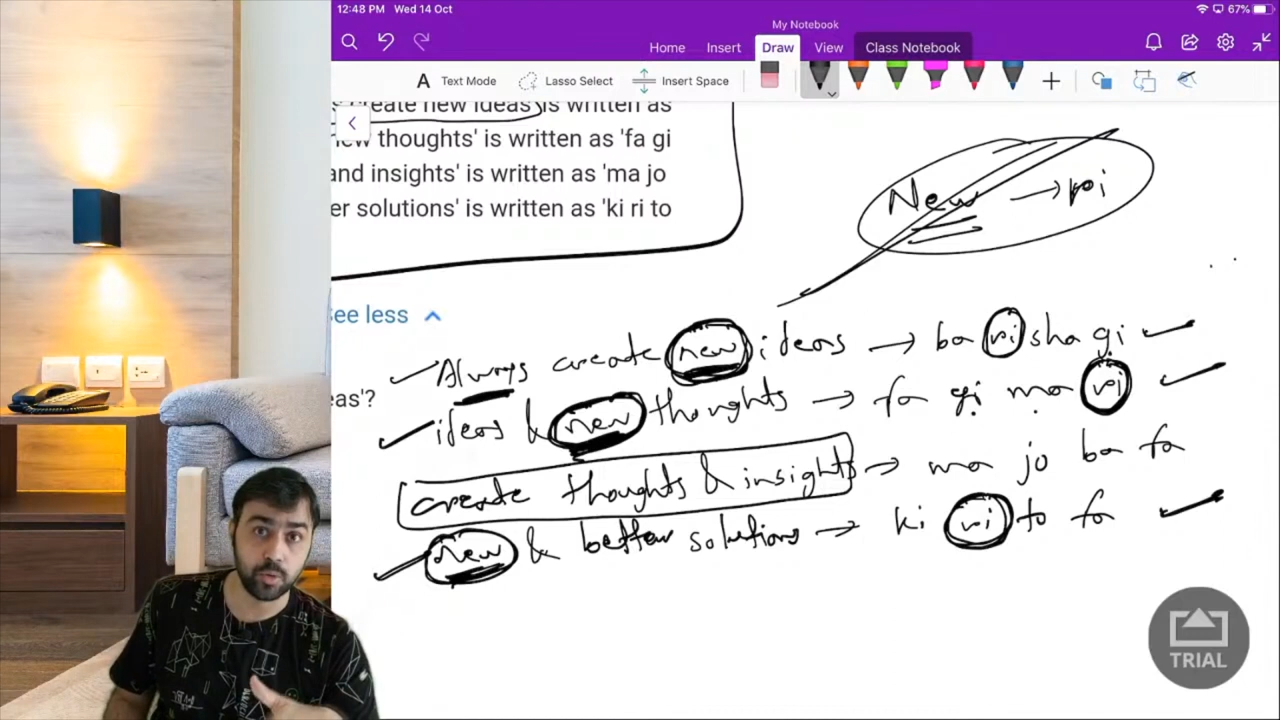 12:48 PM Wed 14 Oct
67%
My Notebook
Home Insert Draw View Class Notebook
Text Mode Lasso Select Insert Space
create new ideas is written as
new thoughts' is written as 'fa gi
and insights' is written as 'ma jo
er solutions' is written as 'ki ri to
New → ri
See less
eas'?
Always create new ideas → ba ri sha gi
ideas & new thoughts → fa gi ma ri
create thoughts & insights → ma jo ba fa
new & better solutions → ki ri to fa
TRIAL